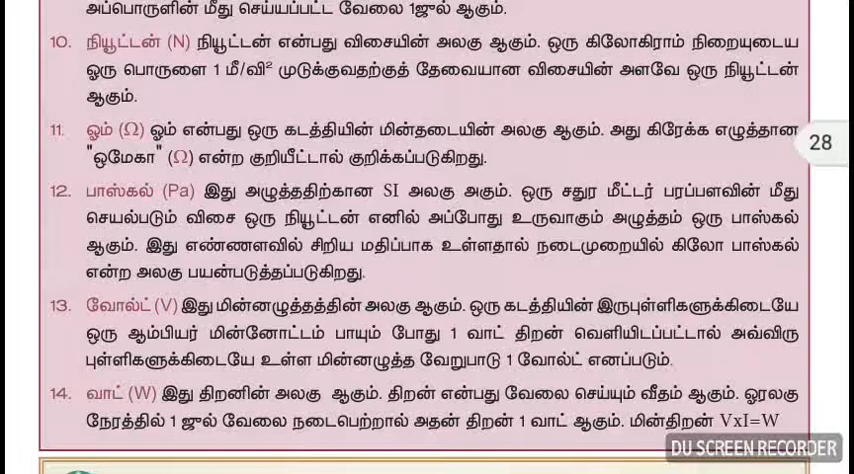 அப்பொருளின் மீது செய்யப்பட்ட வேலை 1ஜுல் ஆகும்.
10. நியூட்டன் (N) நியூட்டன் என்பது விசையின் அலகு ஆகும். ஒரு கிலோகிராம் நிறையுடைய
ஓரு பொருளை 1 மீ/வி² முடுக்குவதற்குத் தேவையான விசையின் அளவே ஒரு நியூட்டன்
ஆகும்.
11. ஓம் (Ω) ஓம் என்பது ஒரு கடத்தியின் மின்தடையின் அலகு ஆகும். அது கிரேக்க எழுத்தான
"ஒமேகா" (Ω) என்ற குறியீட்டால் குறிக்கப்படுகிறது.
28
12. பாஸ்கல் (Pa) இது அழுத்ததிற்கான SI அலகு அகும். ஒரு சதுர மீட்டர் பரப்பளவின் மீது
செயல்படும் விசை ஒரு நியூட்டன் எனில் அப்போது உருவாகும் அழுத்தம் ஒரு பாஸ்கல்
ஆகும். இது எண்ணளவில் சிறிய மதிப்பாக உள்ளதால் நடைமுறையில் கிலோ பாஸ்கல்
என்ற அலகு பயன்படுத்தப்படுகிறது.
13. வோல்ட் (V) இது மின்னழுத்தத்தின் அலகு ஆகும். ஒரு கடத்தியின் இருபுள்ளிகளுக்கிடையே
ஒரு ஆம்பியர் மின்னோட்டம் பாயும் போது 1 வாட் திறன் வெளியிடப்பட்டால் அவ்விரு
புள்ளிகளுக்கிடையே உள்ள மின்னழுத்த வேறுபாடு 1 வோல்ட் எனப்படும்.
14. வாட் (W) இது திறனின் அலகு ஆகும். திறன் என்பது வேலை செய்யும் வீதம் ஆகும். ஓரலகு
நேரத்தில் 1 ஜுல் வேலை நடைபெற்றால் அதன் திறன் 1 வாட் ஆகும். மின்திறன் VxI=W
DU SCREEN RECORDER